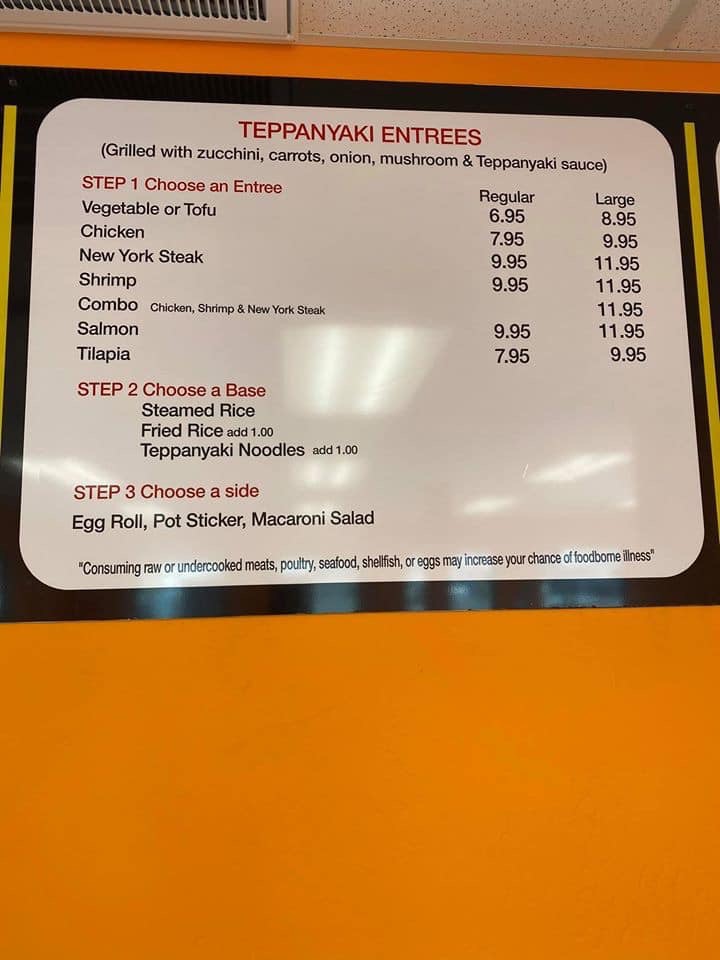 TEPPANYAKI ENTREES
(Grilled with zucchini, carrots, onion, mushroom & Teppanyaki sauce)
STEP 1 Choose an Entree Regular Large
Vegetable or Tofu 6.95 8.95
Chicken 7.95 9.95
New York Steak 9.95 11.95
Shrimp 9.95 11.95
Combo Chicken, Shrimp & New York Steak 11.95
Salmon 9.95 11.95
Tilapia 7.95 9.95
STEP 2 Choose a Base
Steamed Rice
Fried Rice add 1.00
Teppanyaki Noodles add 1.00
STEP 3 Choose a side
Egg Roll, Pot Sticker, Macaroni Salad
"Consuming raw or undercooked meats, poultry, seafood, shellfish, or eggs may increase your chance of foodborne illness"